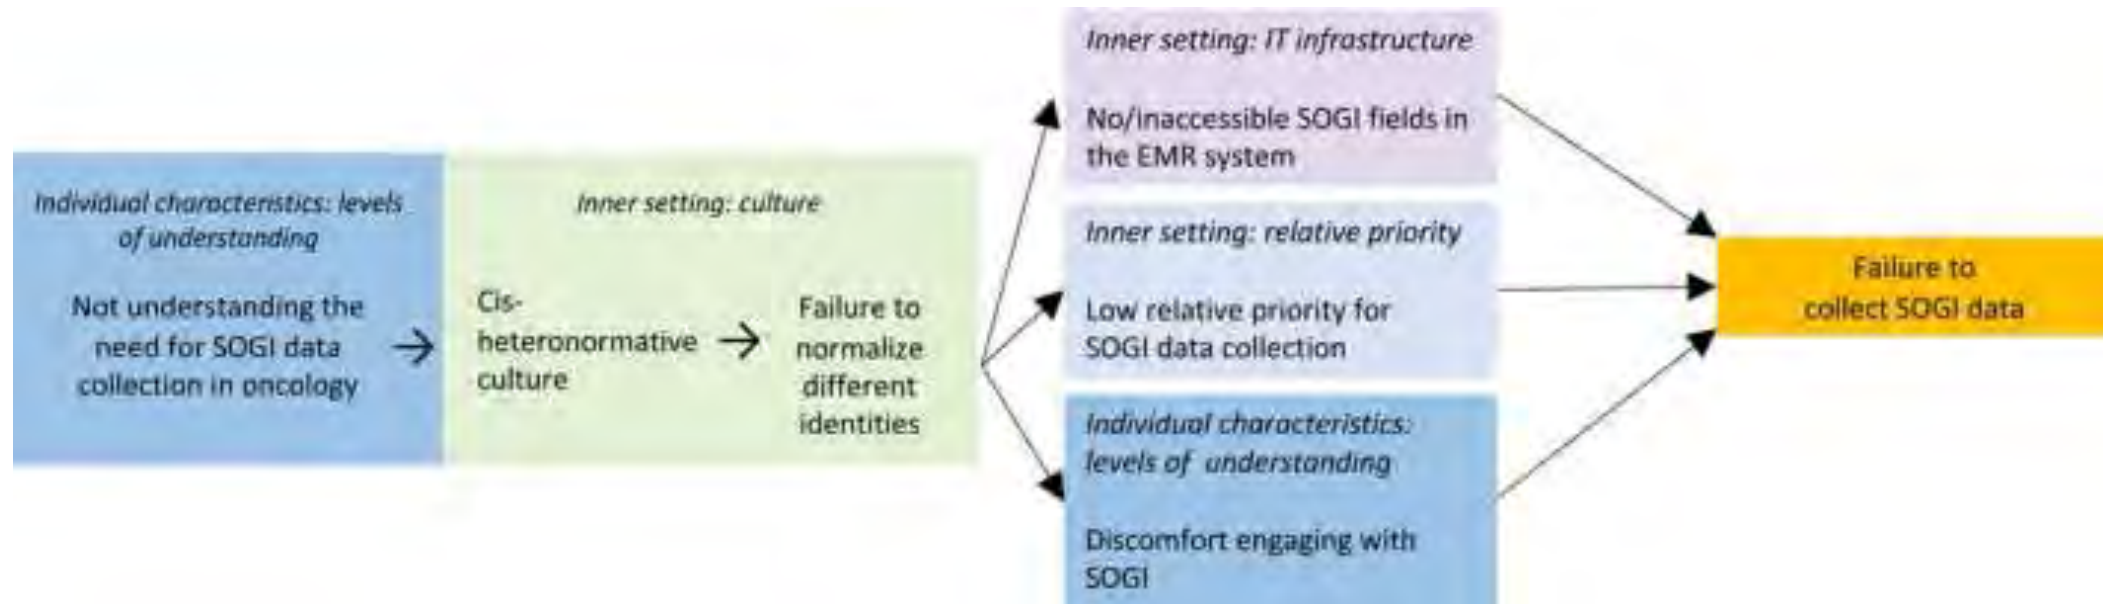 Individual characteristics: levels
of understanding
Not understanding the
need for SOGI data
collection in oncology
Inner setting: culture
Cis-
heteronormative
culture
Failure to
normalize
different
identities
Inner setting: IT infrastructure
No/inaccessible SOGI fields in
the EMR system
Inner setting: relative priority
Low relative priority for
SOGI data collection
Individual characteristics:
levels of understanding
Discomfort engaging with
SOGI
Failure to
collect SOGI data